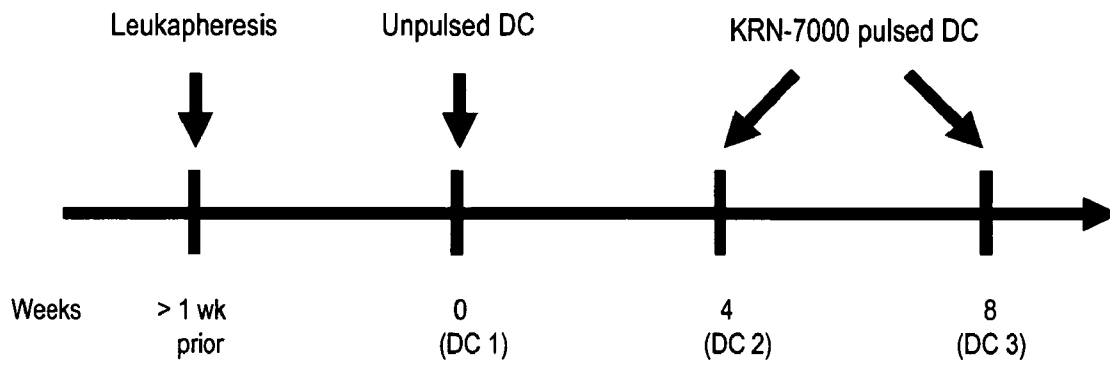 Leukapheresis Unpulsed DC KRN-7000 pulsed DC
Weeks > 1 wk 0 4 8
prior (DC 1) (DC 2) (DC 3)